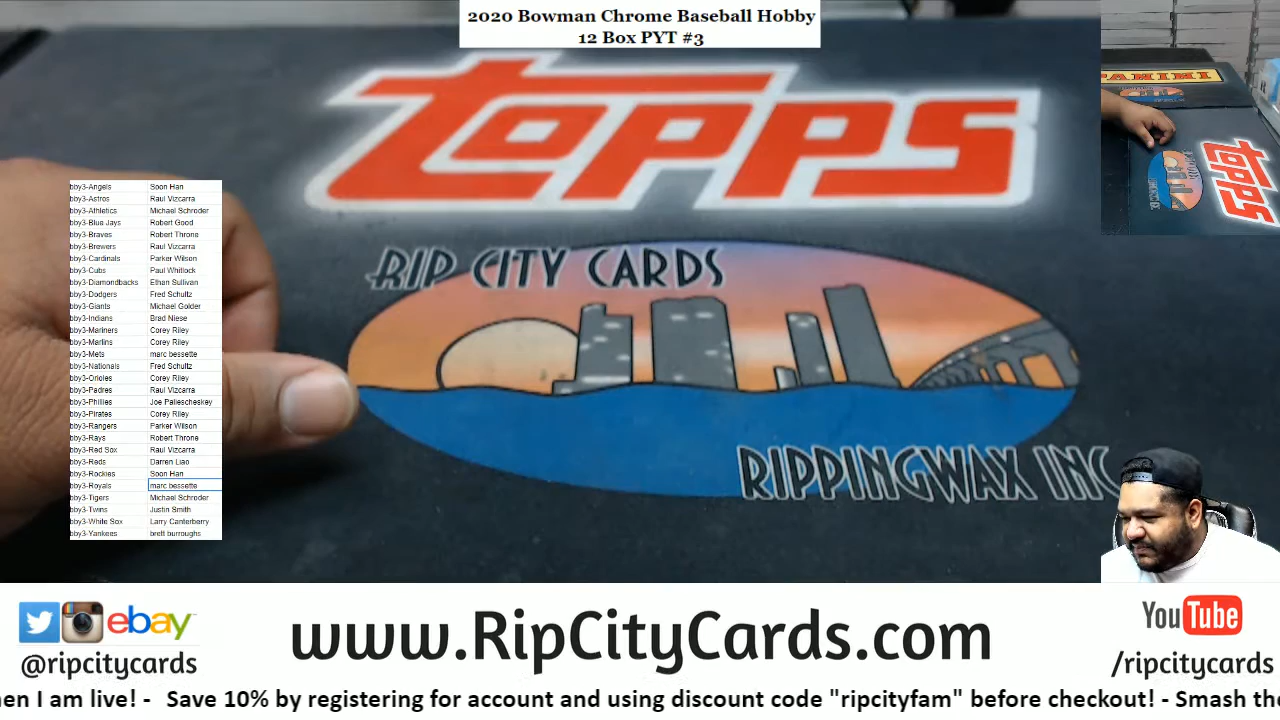 2020 Bowman Chrome Baseball Hobby
12 Box PYT #3
PANINI
topps
RIP CITY CARDS
RIPPINGWAX INC
topps
bby3-Angels Soon Han
bby3-Astros Raul Vizcarra
bby3-Athletics Michael Schroder
bby3-Blue Jays Robert Good
bby3-Braves Robert Throne
bby3-Brewers Raul Vizcarra
bby3-Cardinals Parker Wilson
bby3-Cubs Paul Whitlock
bby3-Diamondbacks Ethan Sullivan
bby3-Dodgers Fred Schultz
bby3-Giants Michael Golder
bby3-Indians Brad Niese
bby3-Mariners Corey Riley
bby3-Marlins Corey Riley
bby3-Mets marc bessette
bby3-Nationals Fred Schultz
bby3-Orioles Corey Riley
bby3-Padres Raul Vizcarra
bby3-Phillies Joe Palleschesky
bby3-Pirates Corey Riley
bby3-Rangers Parker Wilson
bby3-Rays Robert Throne
bby3-Red Sox Raul Vizcarra
bby3-Reds Darren Liao
bby3-Rockies Soon Han
bby3-Royals marc bessette
bby3-Tigers Michael Schroder
bby3-Twins Justin Smith
bby3-White Sox Larry Canterberry
bby3-Yankees brett burroughs
ebay
@ripcitycards
www.RipCityCards.com
YouTube
/ripcitycards
en I am live! - Save 10% by registering for account and using discount code "ripcityfam" before checkout! - Smash the